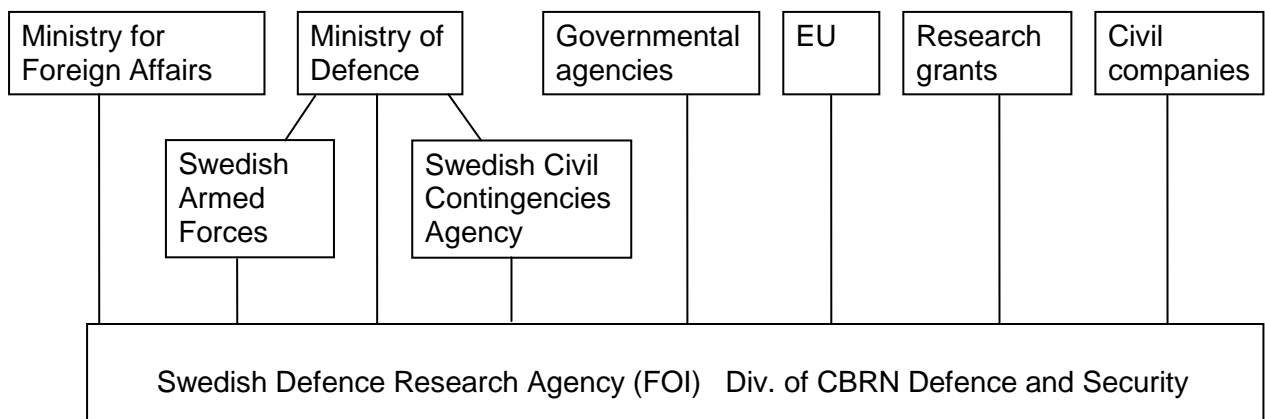 Ministry for
Foreign Affairs
Ministry of
Defence
Governmental
agencies
EU
Research
grants
Civil
companies
Swedish
Armed
Forces
Swedish Civil
Contingencies
Agency
Swedish Defence Research Agency (FOI) Div. of CBRN Defence and Security